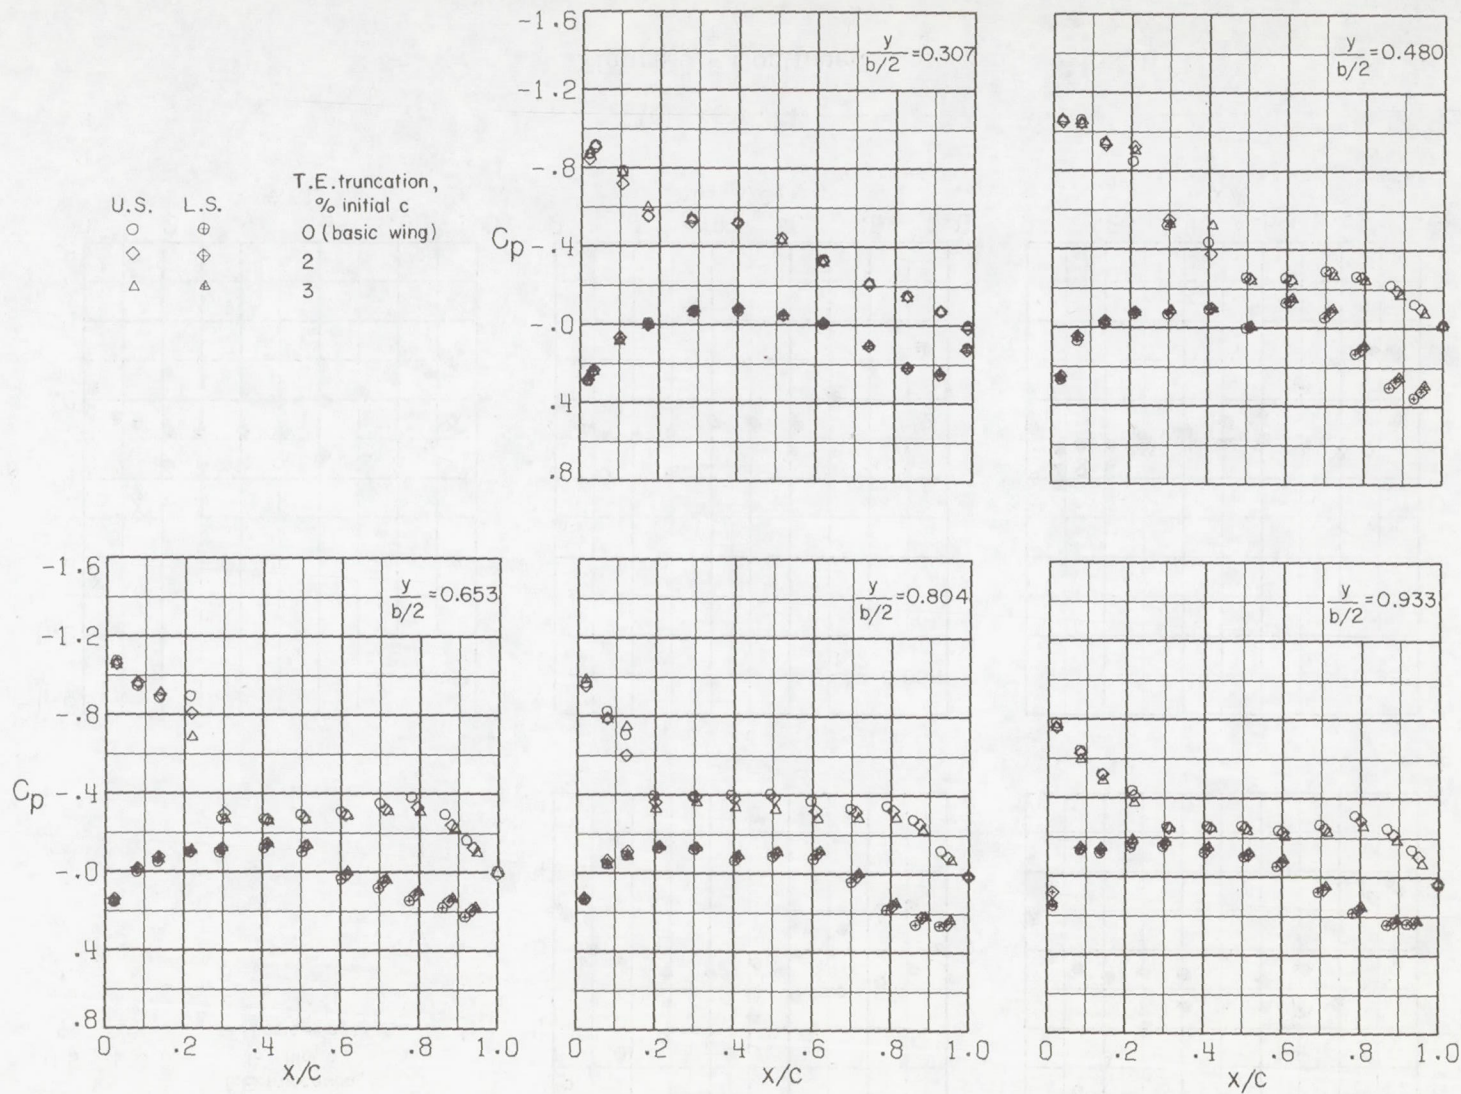 T.E. truncation,
U.S. L.S. % initial c
0 (basic wing)
2
3
-1.6
-1.2
-.8
Cp -.4
-.0
.4
.8
y
b/2 =0.307
y
b/2 =0.480
-1.6
-1.2
-.8
Cp -.4
-.0
.4
.8
y
b/2 =0.653
y
b/2 =0.804
y
b/2 =0.933
0 .2 .4 .6 .8 1.0
X/C
0 .2 .4 .6 .8 1.0
X/C
0 .2 .4 .6 .8 1.0
X/C